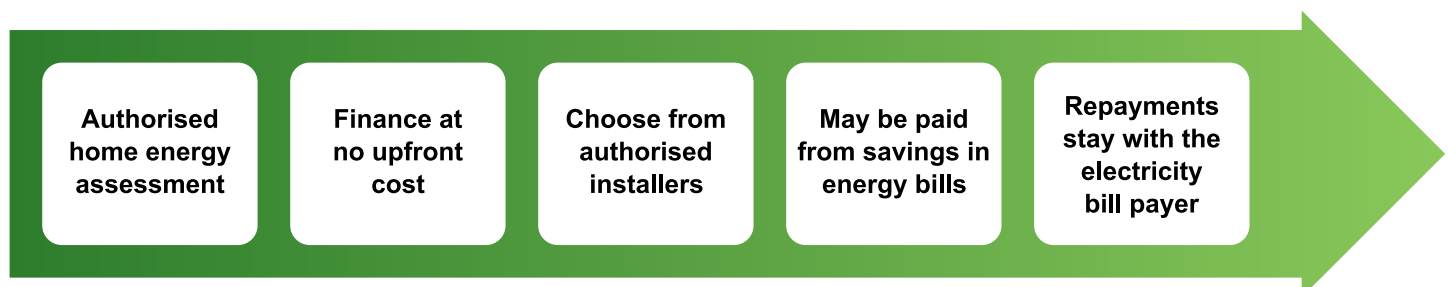 Authorised
home energy
assessment
Finance at
no upfront
cost
Choose from
authorised
installers
May be paid
from savings in
energy bills
Repayments
stay with the
electricity
bill payer